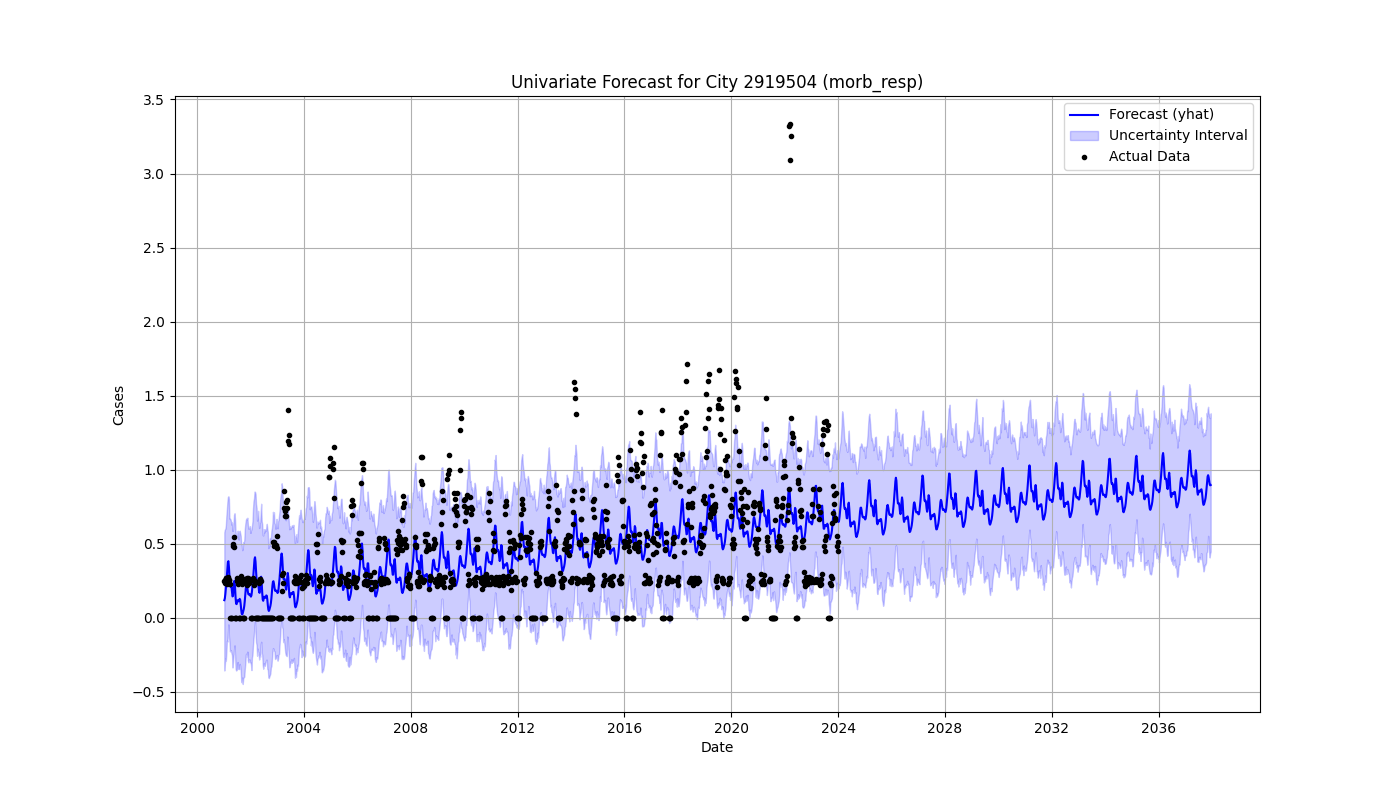 Univariate Forecast for City 2919504 (morb_resp)
Forecast (yhat)
Uncertainty Interval
Actual Data
Cases
3.5
3.0
2.5
2.0
1.5
1.0
0.5
0.0
−0.5
2000 2004 2008 2012 2016 2020 2024 2028 2032 2036
Date